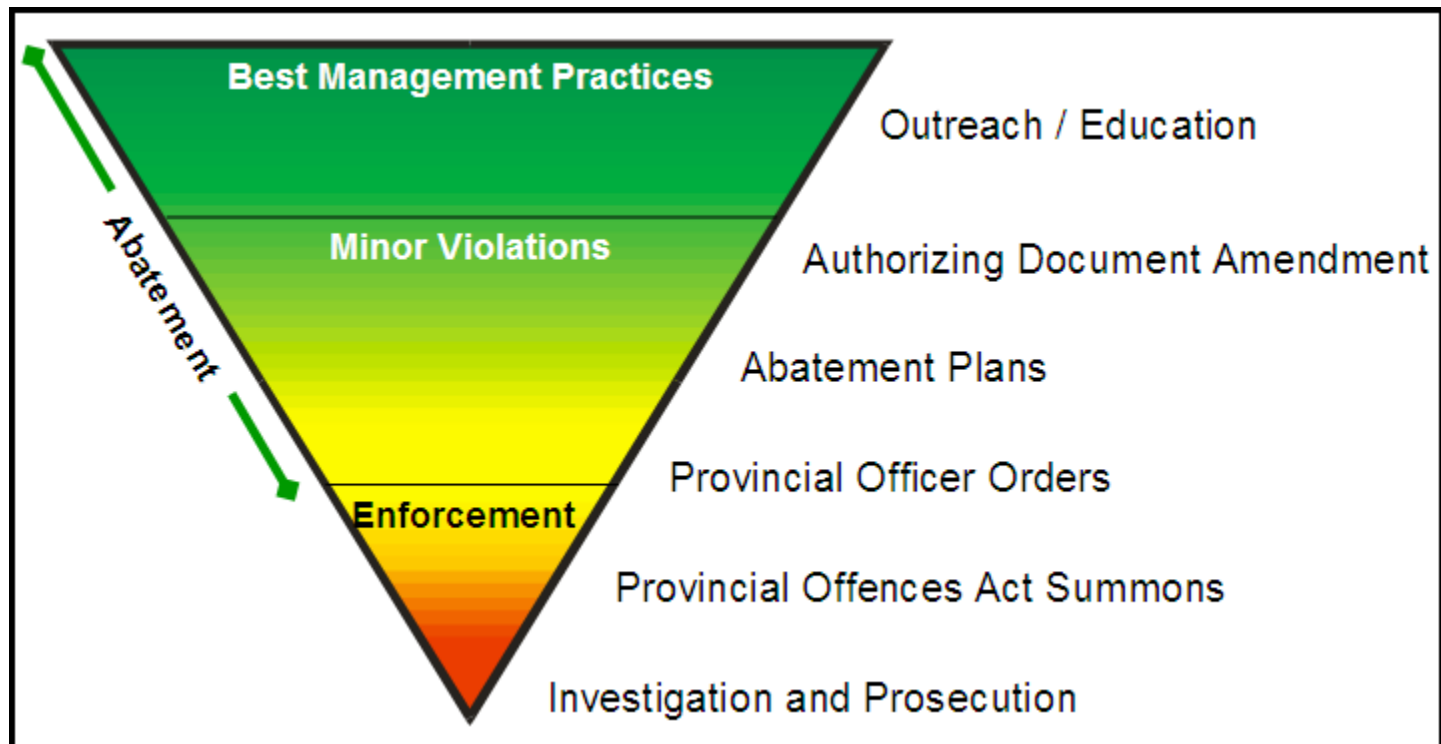 Best Management Practices
Outreach / Education
Minor Violations
Authorizing Document Amendment
Abatement
Abatement Plans
Provincial Officer Orders
Enforcement
Provincial Offences Act Summons
Investigation and Prosecution